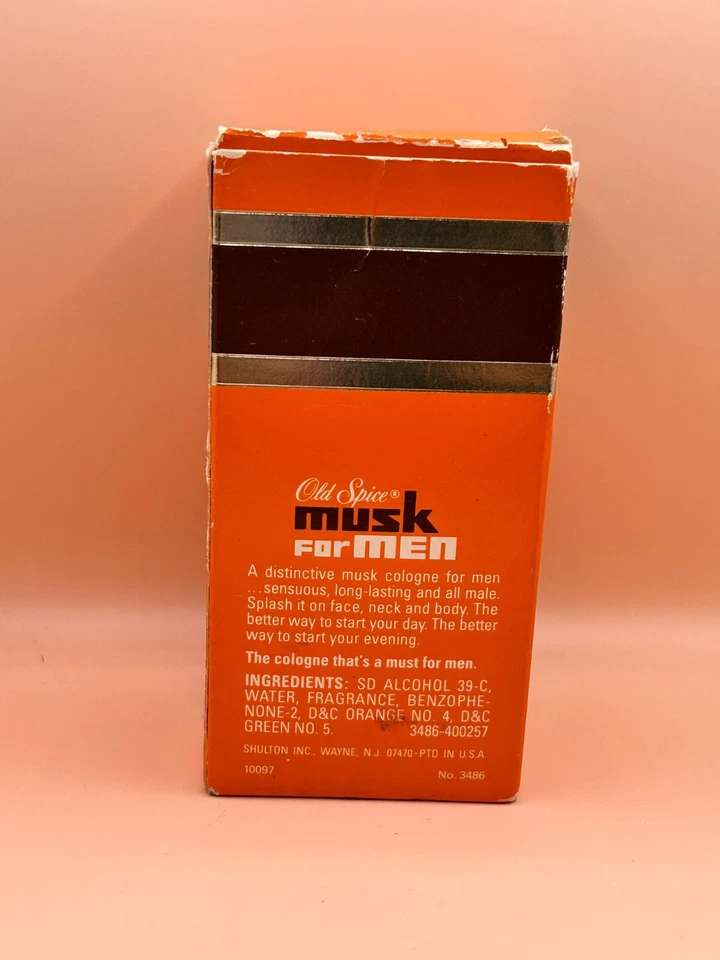 Old Spice®
musk
FOR MEN
A distinctive musk cologne for men
...sensuous, long-lasting and all male.
Splash it on face, neck and body. The
better way to start your day. The better
way to start your evening.
The cologne that's a must for men.
INGREDIENTS: SD ALCOHOL 39-C,
WATER, FRAGRANCE, BENZOPHE-
NONE-2, D&C ORANGE NO. 4, D&C
GREEN NO. 5. 3486-400257
SHULTON INC., WAYNE, N.J. 07470·PTD IN U.S.A.
10097 No. 3486